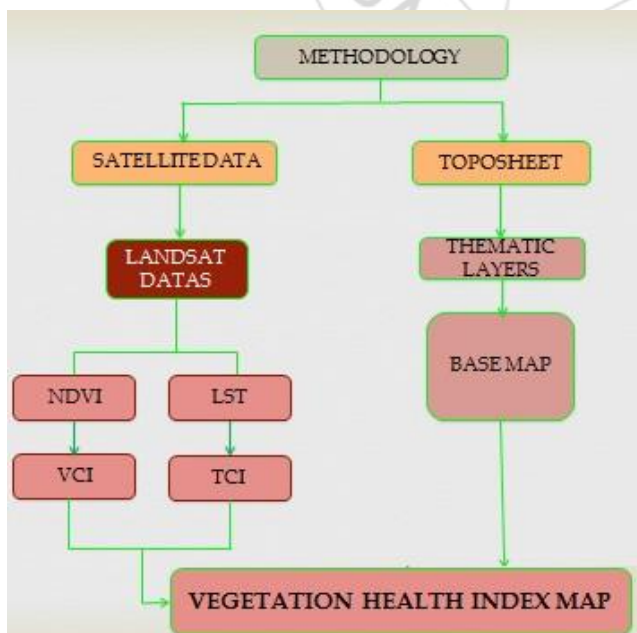 METHODOLOGY
SATELLITE DATA
TOPOSHEET
LANDSAT
DATAS
THEMATIC
LAYERS
NDVI
LST
BASE MAP
VCI
TCI
VEGETATION HEALTH INDEX MAP